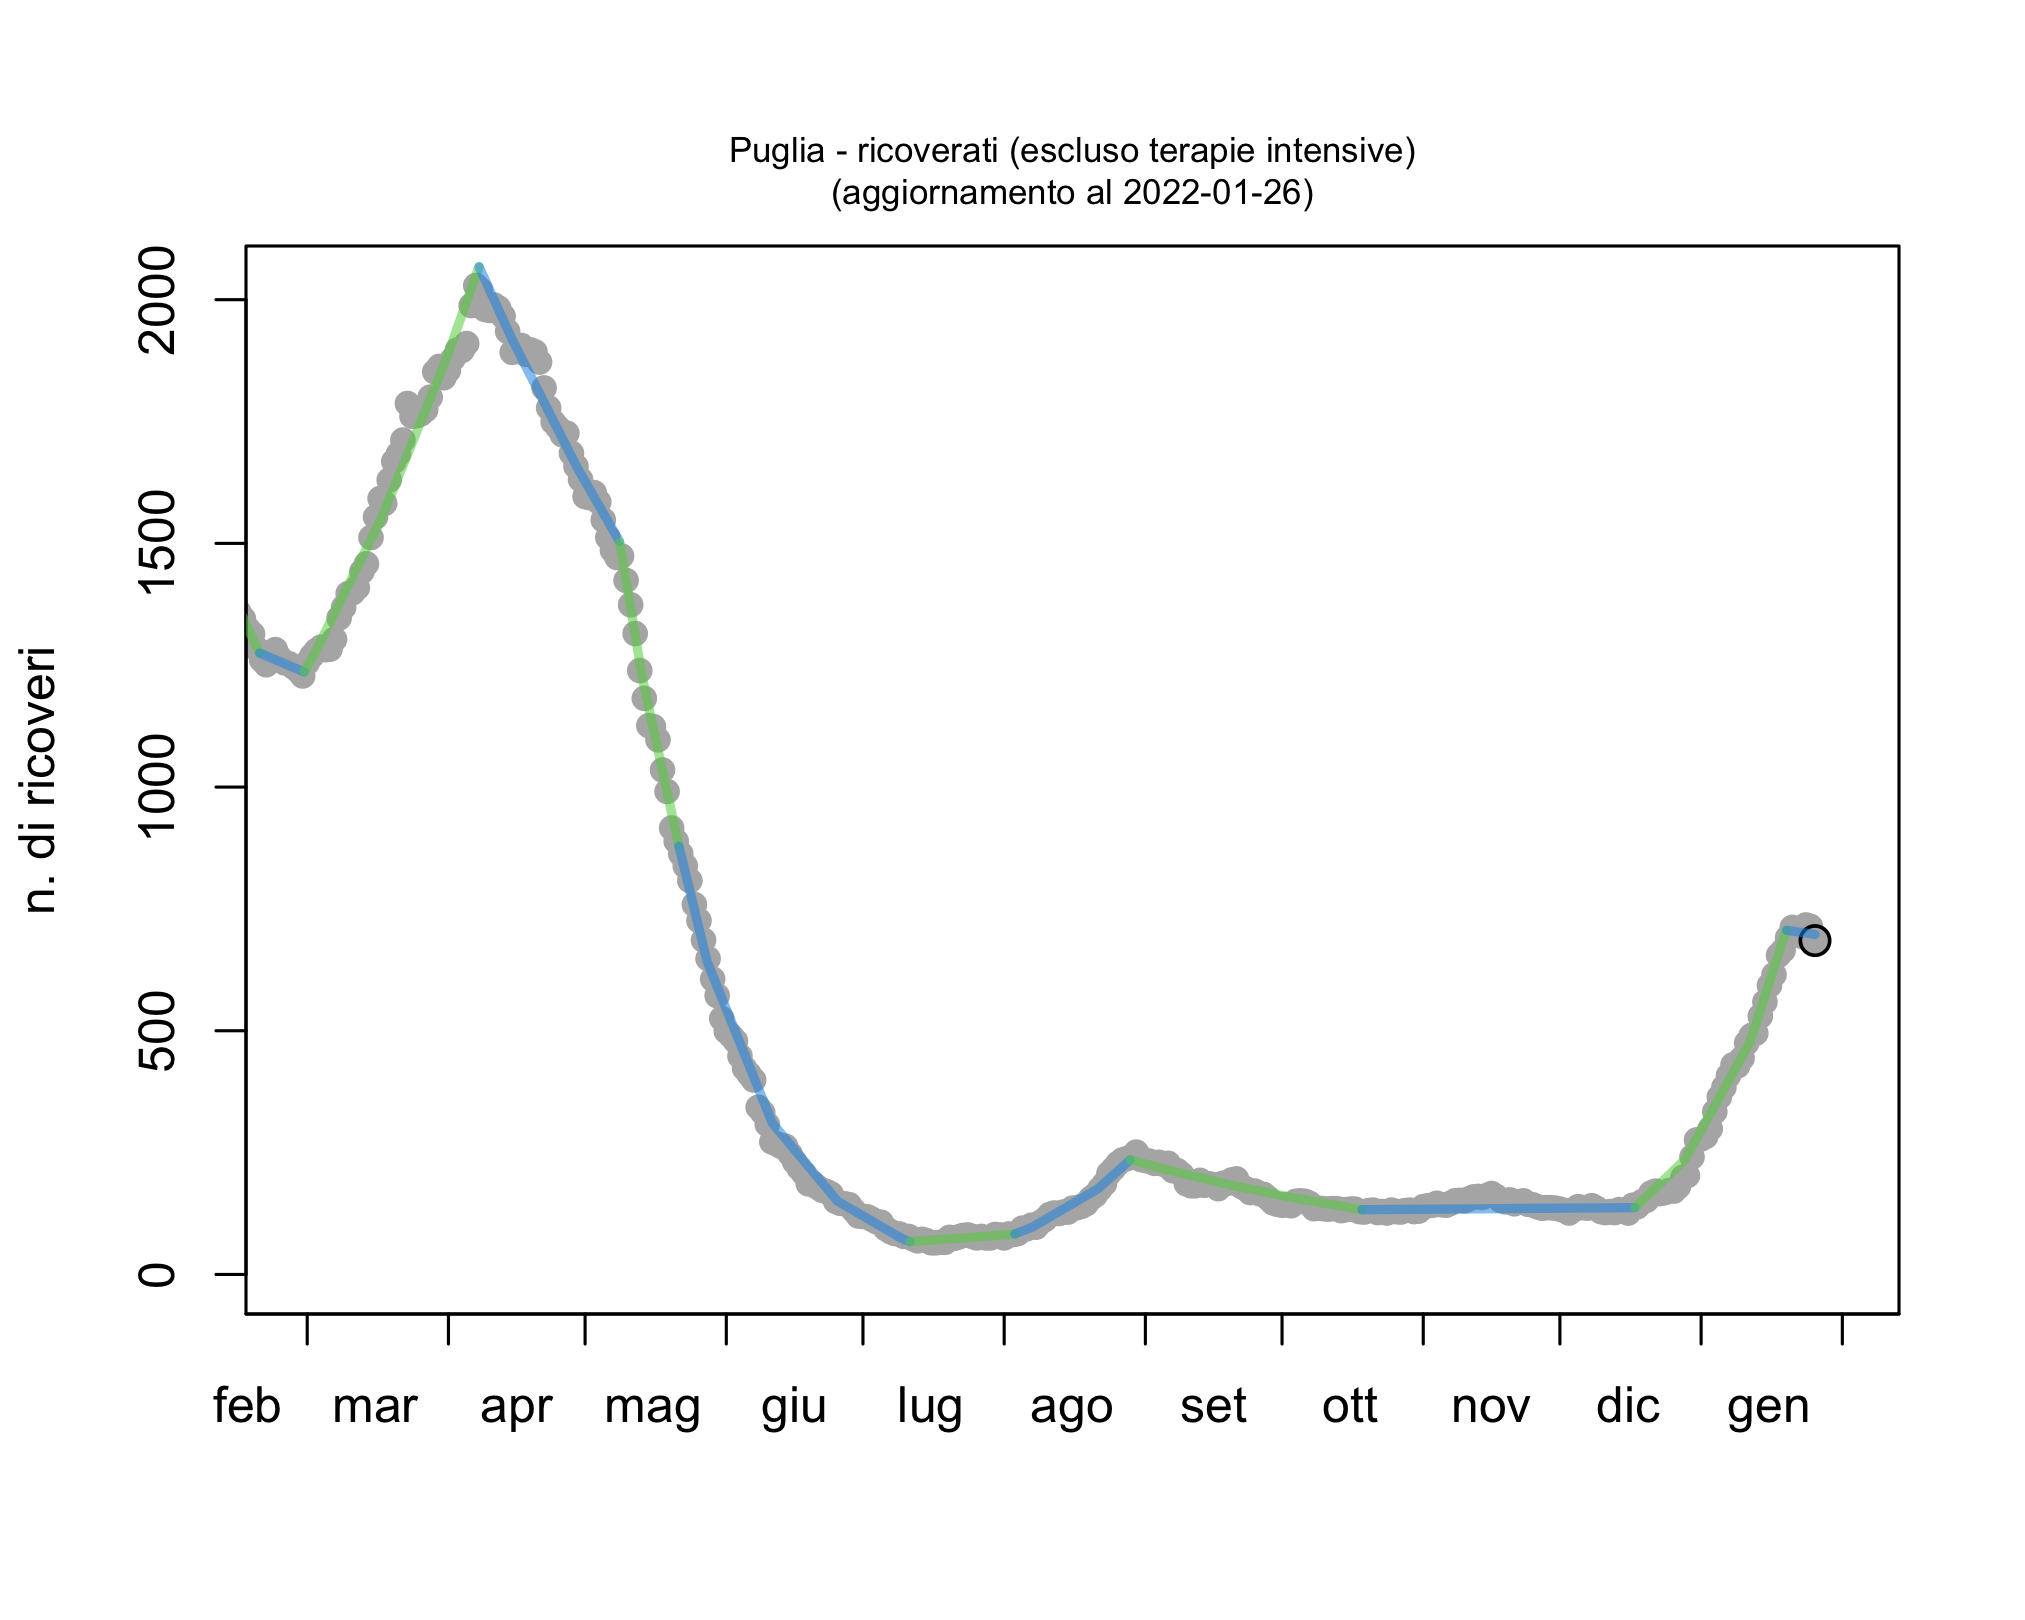 Puglia - ricoverati (escluso terapie intensive)
(aggiornamento al 2022-01-26)
n. di ricoveri
2000
1500
1000
500
0
feb mar apr mag giu lug ago set ott nov dic gen